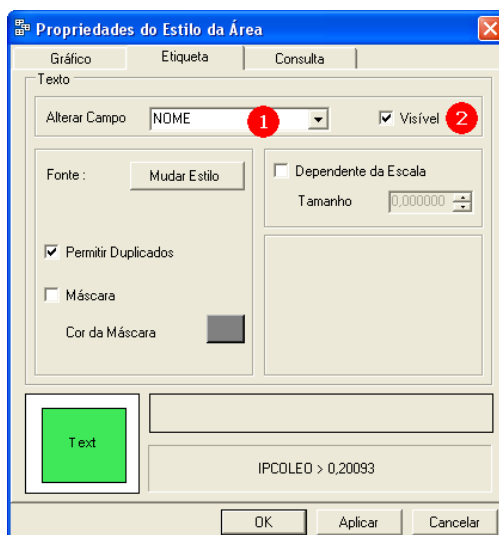 Propriedades do Estilo da Área
Gráfico Etiqueta Consulta
Texto
Alterar Campo NOME 1 Visível 2
Fonte : Mudar Estilo
Dependente da Escala
Tamanho 0,000000
Permitir Duplicados
Máscara
Cor da Máscara
Text
IPCOLEO > 0,20093
OK Aplicar Cancelar